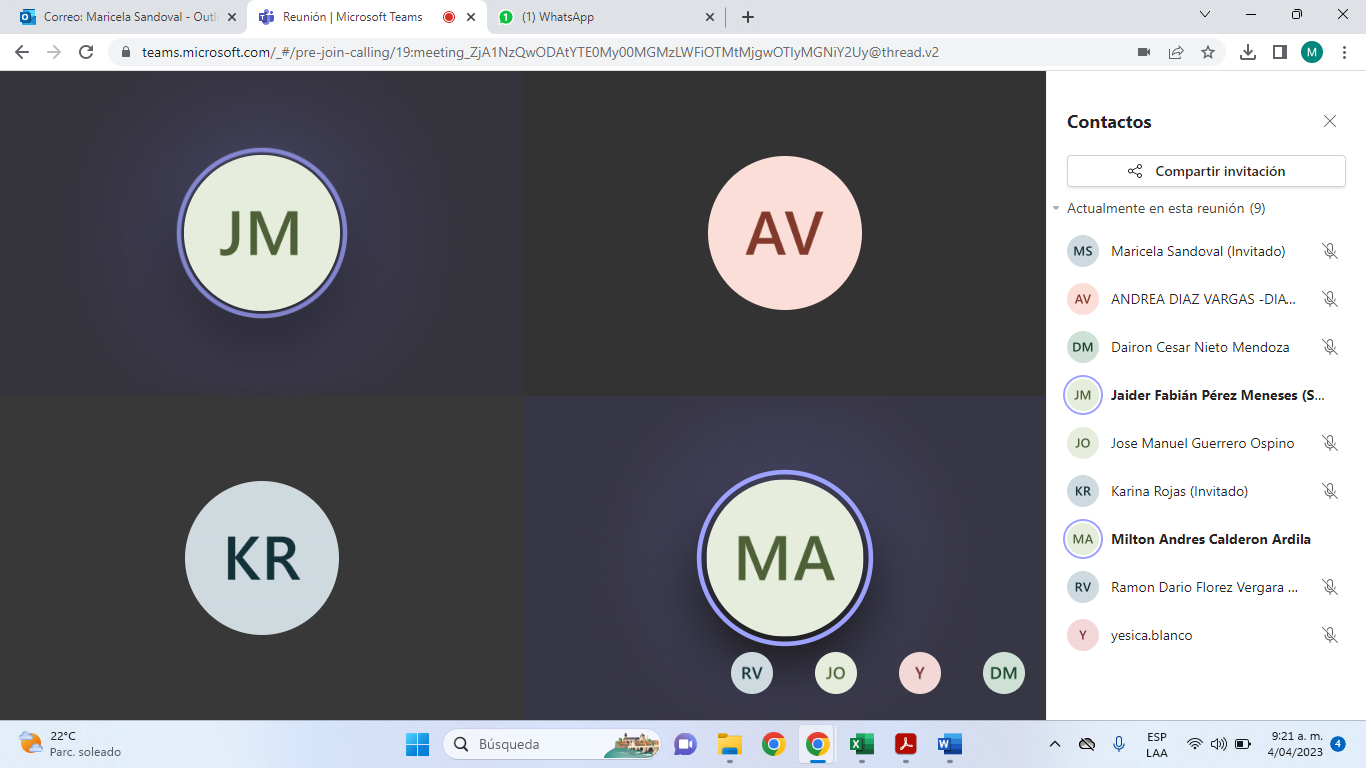 Correo: Maricela Sandoval - Outl
Reunión | Microsoft Teams
(1) WhatsApp
teams.microsoft.com/_#/pre-join-calling/19:meeting_ZjA1NzQwODAtYTE0My00MGMzLWFiOTMtMjgwOTIyMGNiY2Uy@thread.v2
M
JM
AV
KR
MA
RV
JO
Y
DM
Contactos
Compartir invitación
Actualmente en esta reunión (9)
MS Maricela Sandoval (Invitado)
AV ANDREA DIAZ VARGAS -DIA...
DM Dairon Cesar Nieto Mendoza
JM Jaider Fabián Pérez Meneses (S...
JO Jose Manuel Guerrero Ospino
KR Karina Rojas (Invitado)
MA Milton Andres Calderon Ardila
RV Ramon Dario Florez Vergara ...
Y yesica.blanco
22°C
Parc. soleado
Búsqueda
ESP
LAA
9:21 a. m.
4/04/2023
4